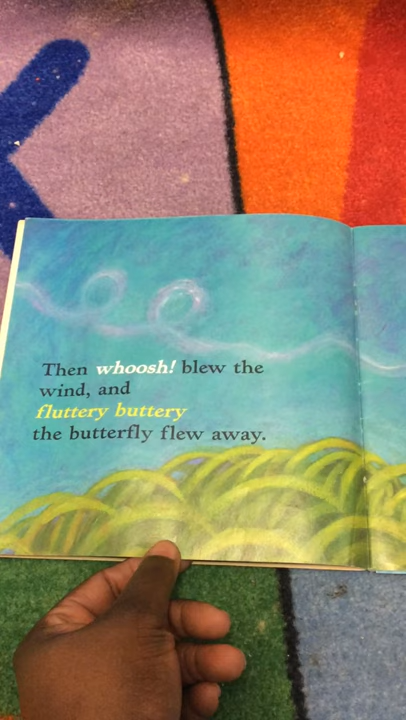 Then whoosh! blew the
wind, and
fluttery buttery
the butterfly flew away.